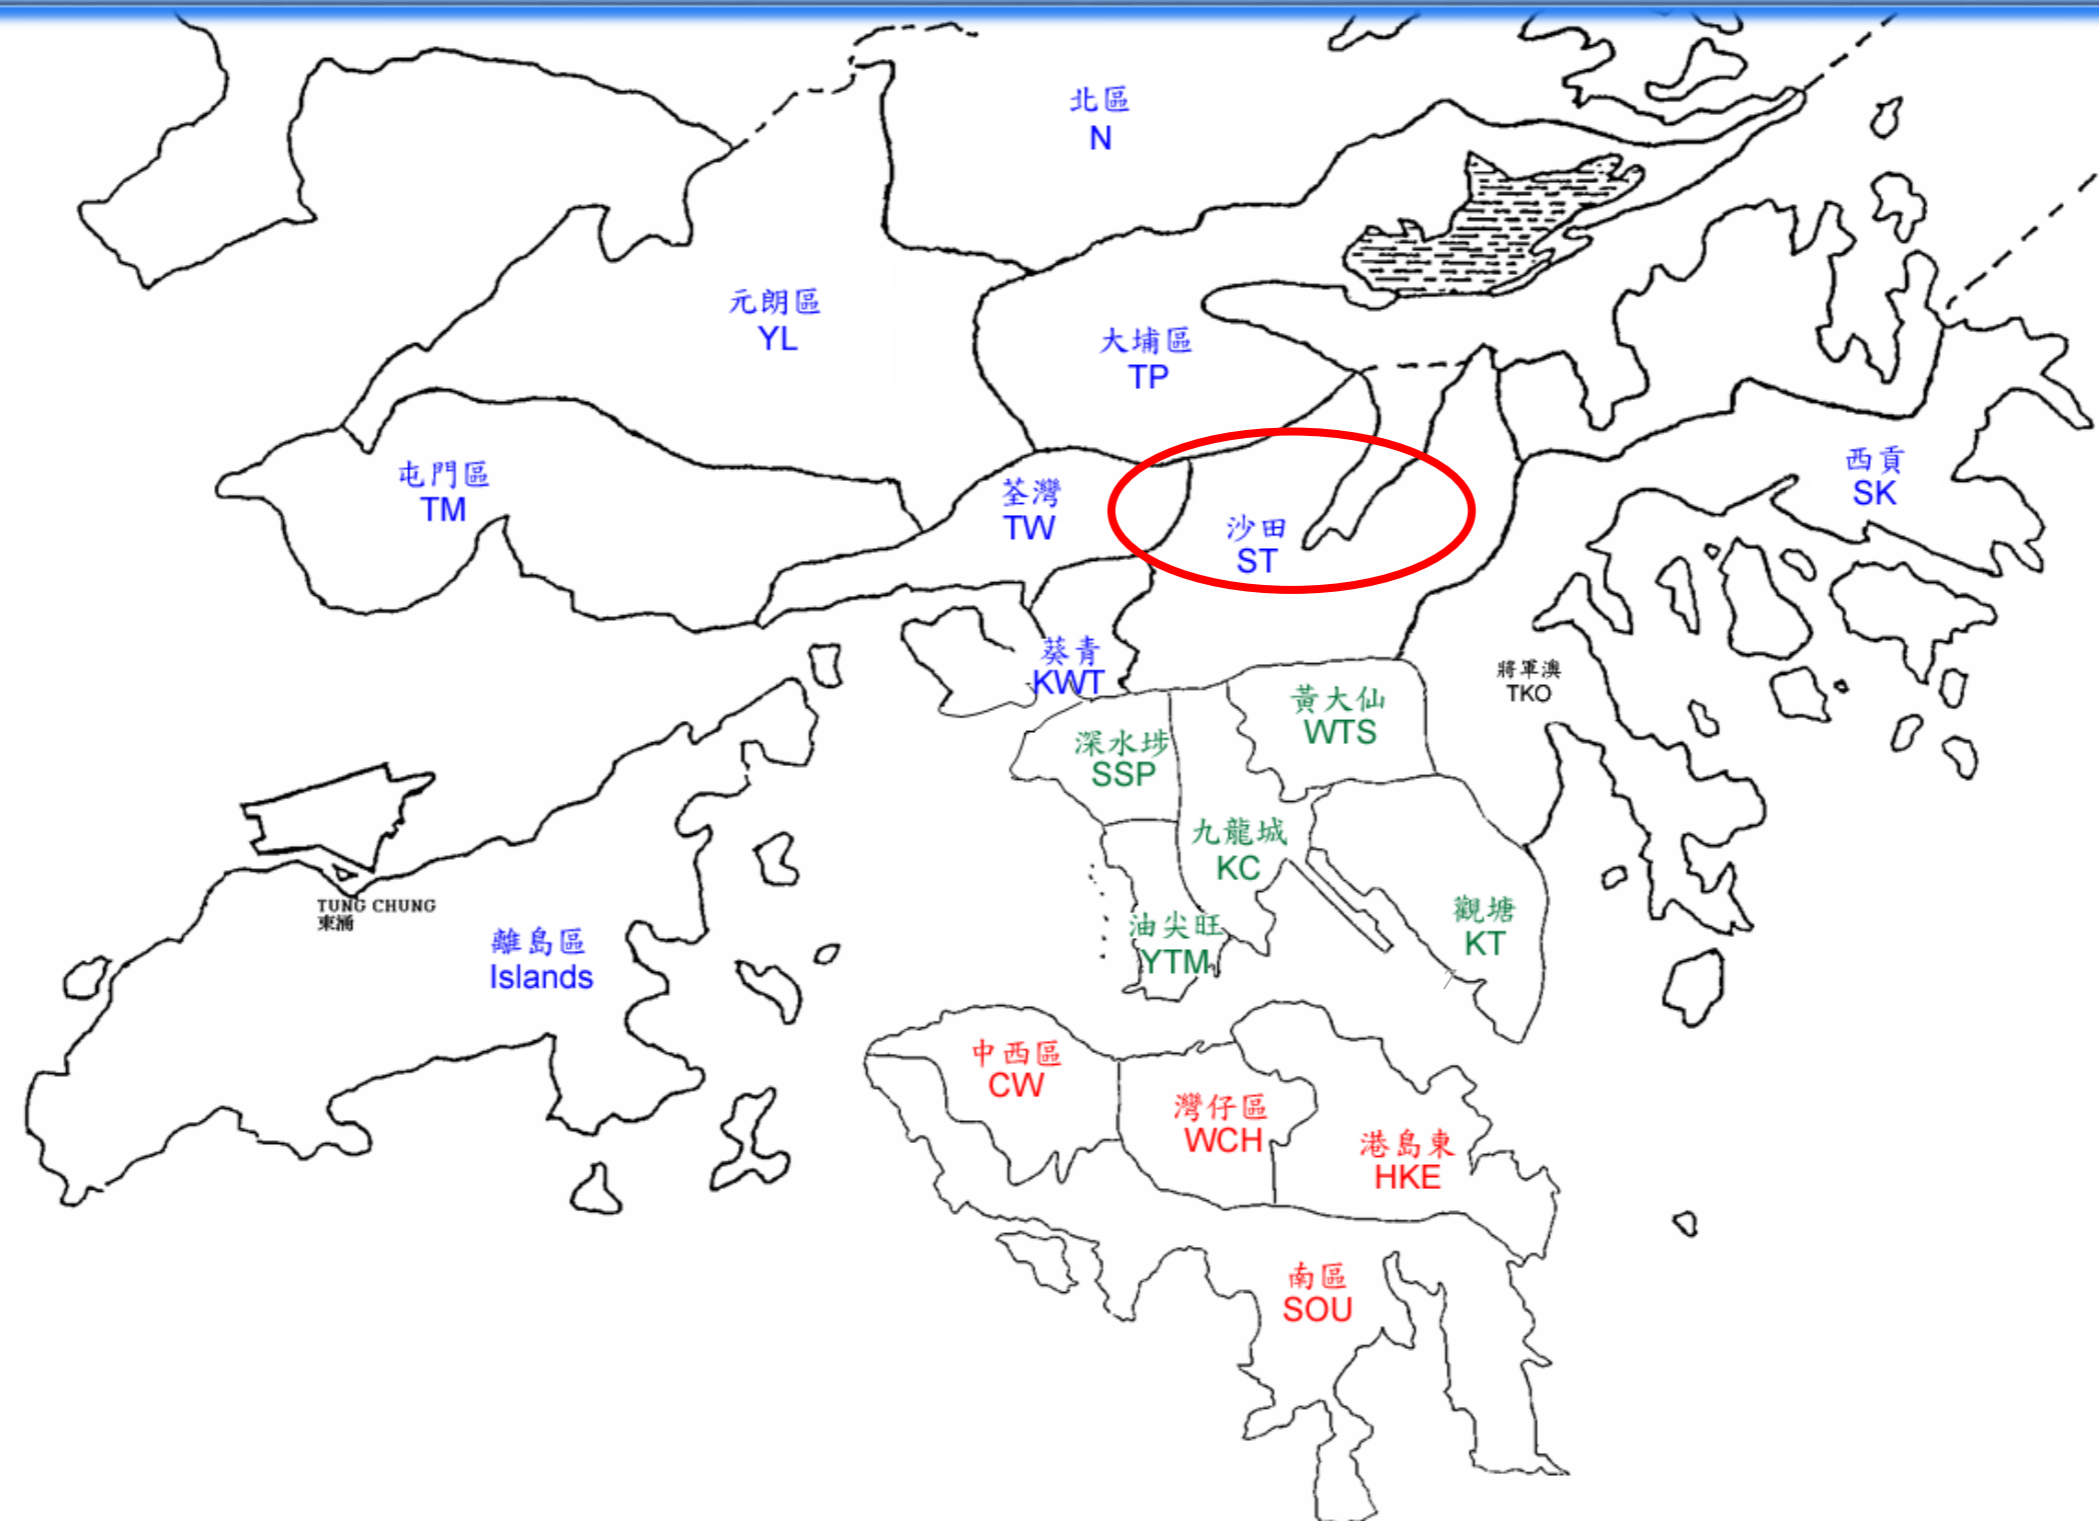 北區
N
元朗區
YL
大埔區
TP
屯門區
TM
荃灣
TW
沙田
ST
西貢
SK
葵青
KWT
將軍澳
TKO
黃大仙
WTS
深水埗
SSP
九龍城
KC
油尖旺
YTM
觀塘
KT
TUNG CHUNG
東涌
離島區
Islands
中西區
CW
灣仔區
WCH
港島東
HKE
南區
SOU